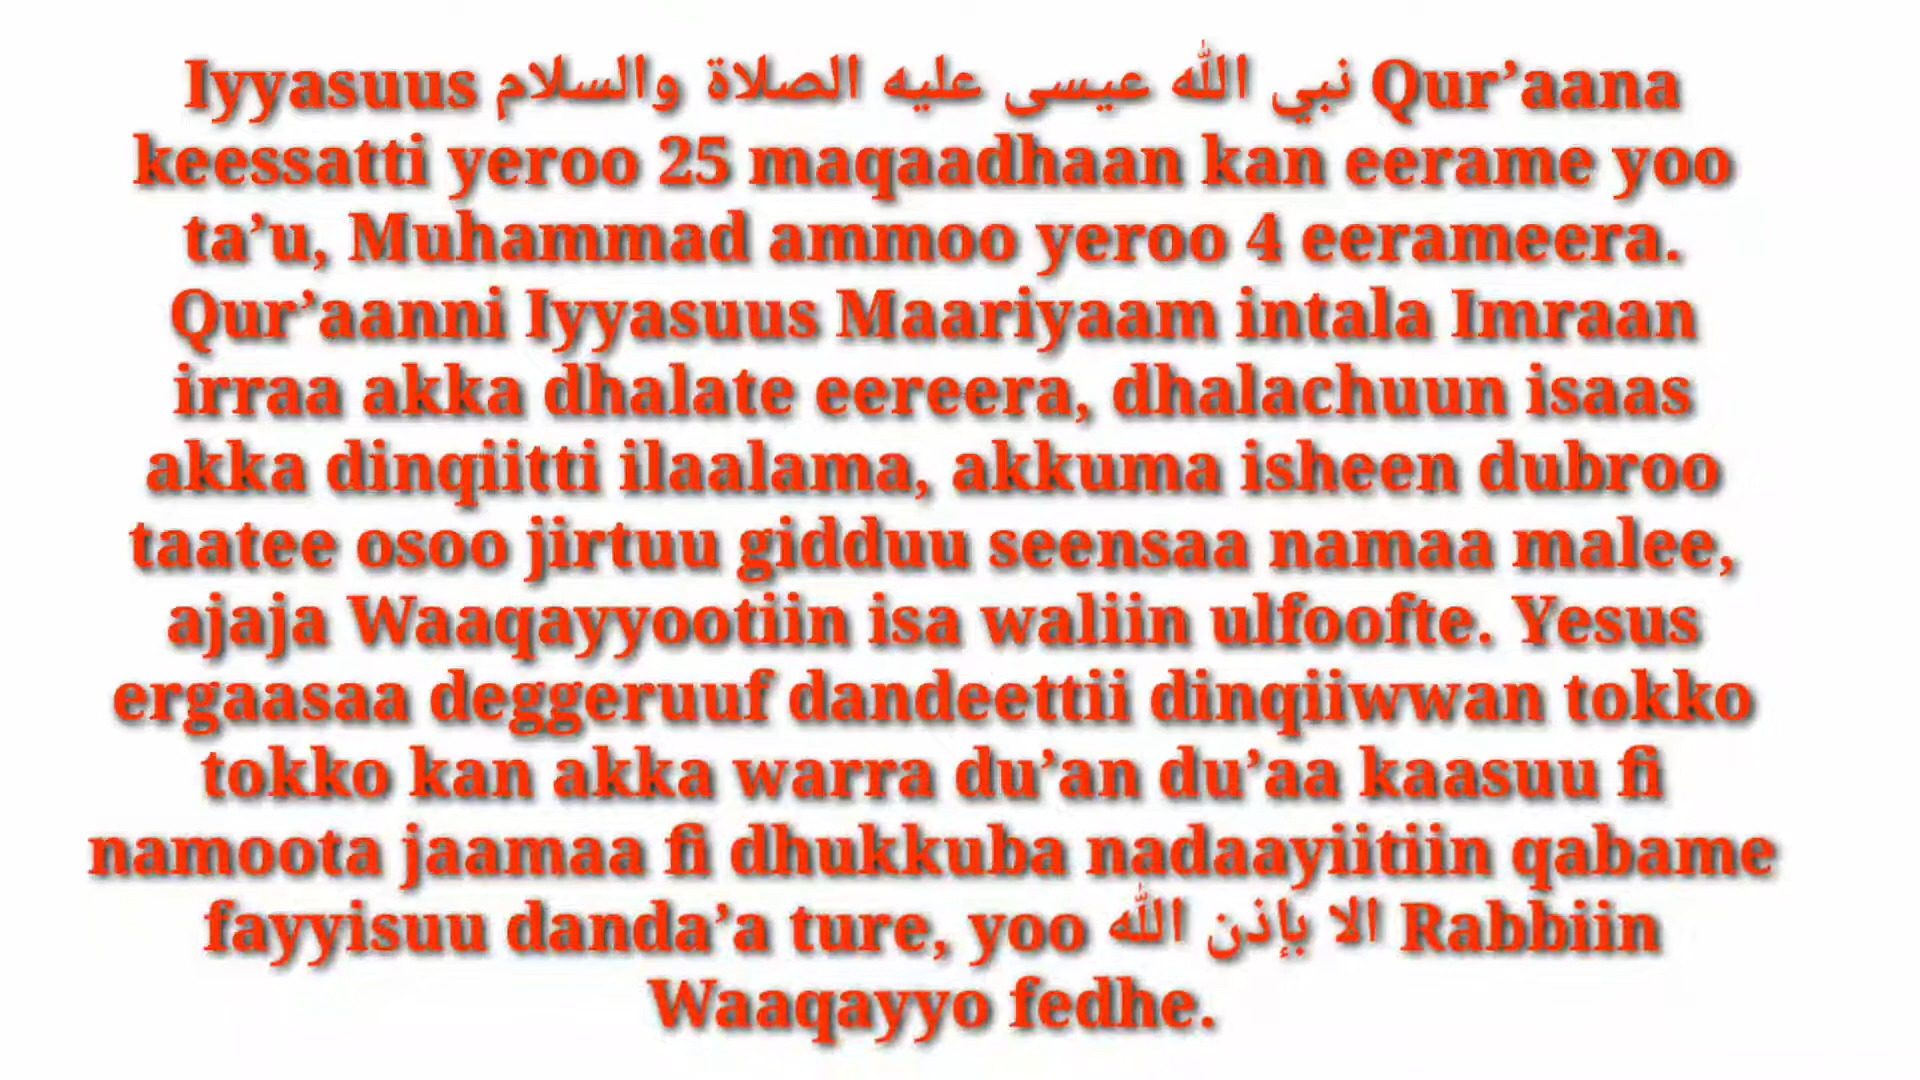 Iyyasuus نبي الله عيسى عليه الصلاة والسلام Qur’aana
keessatti yeroo 25 maqaadhaan kan eerame yoo
ta’u, Muhammad ammoo yeroo 4 eerameera.
Qur’aanni Iyyasuus Maariyaam intala Imraan
irraa akka dhalate eereera, dhalachuun isaas
akka dinqiitti ilaalama, akkuma isheen dubroo
taatee osoo jirtuu gidduu seensaa namaa malee,
ajaja Waaqayyootiin isa waliin ulfoofte. Yesus
ergaasaa deggeruuf dandeettii dinqiiwwan tokko
tokko kan akka warra du’an du’aa kaasuu fi
namoota jaamaa fi dhukkuba nadaayiitiin qabame
fayyisuu danda’a ture, yoo الا بإذن الله Rabbiin
Waaqayyo fedhe.